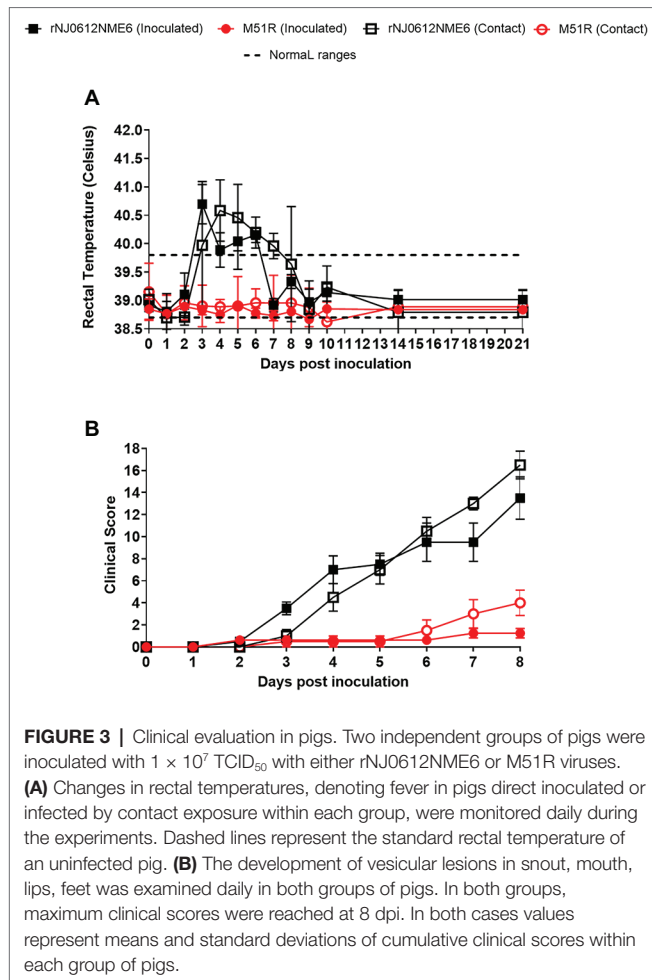 rNJ0612NME6 (Inoculated) M51R (Inoculated) rNJ0612NME6 (Contact) M51R (Contact)
NormaL ranges
A
Rectal Temperature (Celsius)
42.0
41.5
41.0
40.5
40.0
39.5
39.0
38.5
0 1 2 3 4 5 6 7 8 9 10 11 12 13 14 15 16 17 18 19 20 21
Days post inoculation
B
Clinical Score
18
16
14
12
10
8
6
4
2
0
0 1 2 3 4 5 6 7 8
Days post inoculation
FIGURE 3 | Clinical evaluation in pigs. Two independent groups of pigs were
inoculated with 1 × 10⁷ TCID₅₀ with either rNJ0612NME6 or M51R viruses.
(A) Changes in rectal temperatures, denoting fever in pigs direct inoculated or
infected by contact exposure within each group, were monitored daily during
the experiments. Dashed lines represent the standard rectal temperature of
an uninfected pig. (B) The development of vesicular lesions in snout, mouth,
lips, feet was examined daily in both groups of pigs. In both groups,
maximum clinical scores were reached at 8 dpi. In both cases values
represent means and standard deviations of cumulative clinical scores within
each group of pigs.